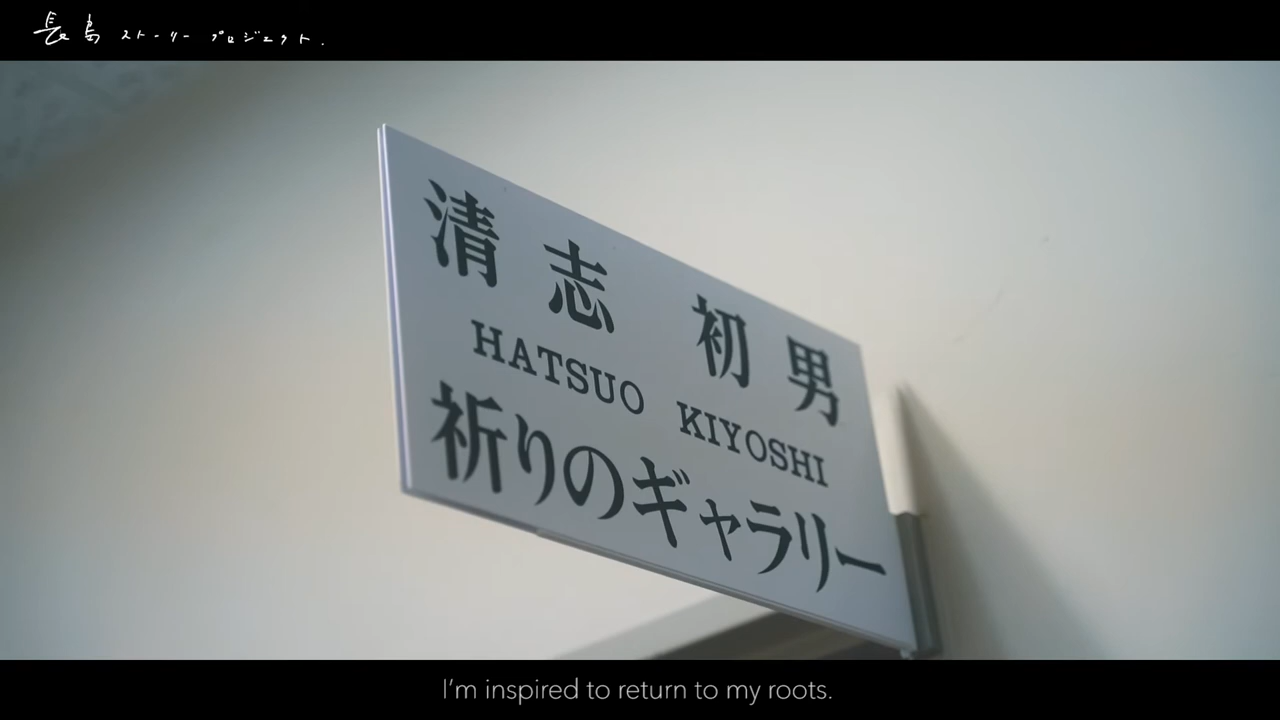 長島ストーリープロジェクト.
清志 初男
HATSUO KIYOSHI
祈りのギャラリー
I'm inspired to return to my roots.